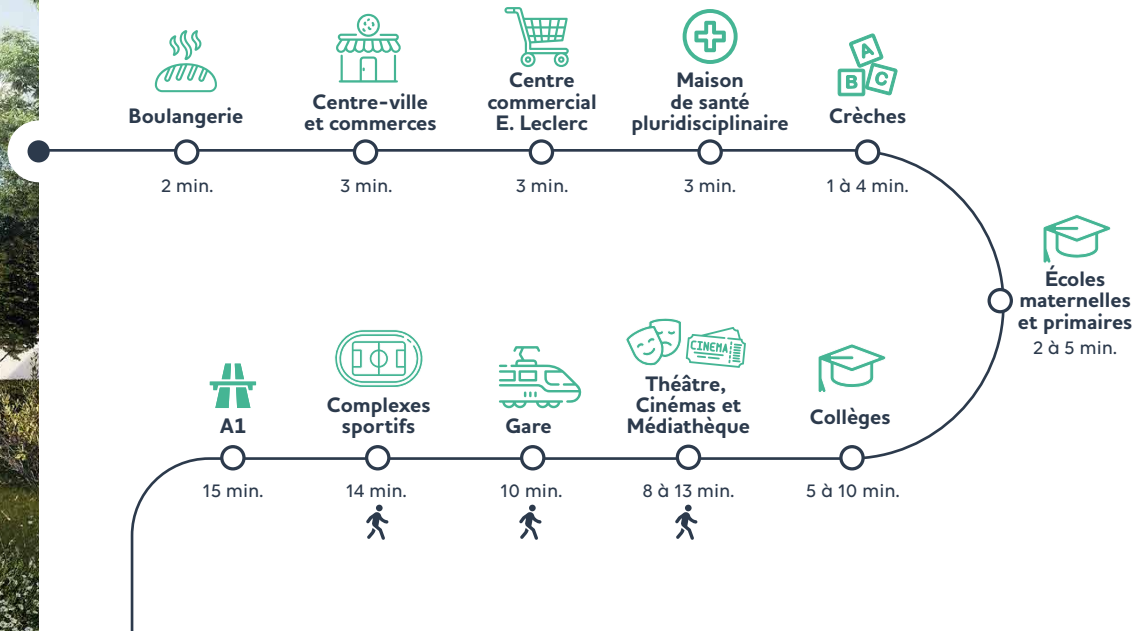 Boulangerie
2 min.
Centre-ville
et commerces
3 min.
Centre
commercial
E. Leclerc
3 min.
Maison
de santé
pluridisciplinaire
3 min.
A
B
C
Crèches
1 à 4 min.
Écoles
maternelles
et primaires
2 à 5 min.
Collèges
5 à 10 min.
CINEMA
Théâtre,
Cinémas et
Médiathèque
8 à 13 min.
Gare
10 min.
Complexes
sportifs
14 min.
A1
15 min.